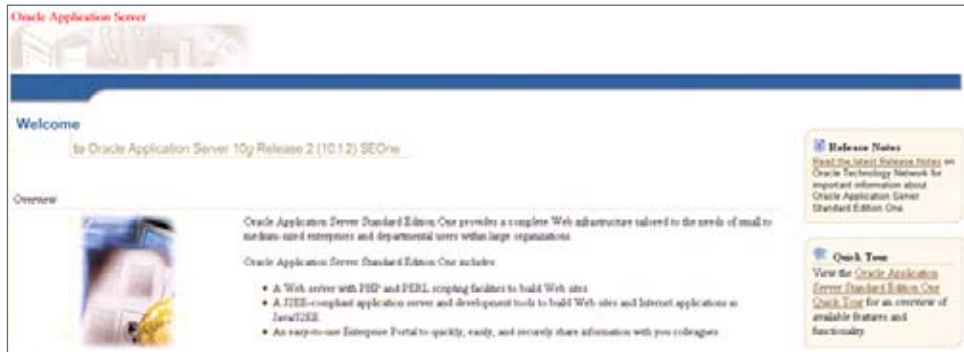 Oracle Application Server
Welcome
to Oracle Application Server 10g Release 2 (10.1.2) SEOne
Overview
Oracle Application Server Standard Edition One provides a complete Web infrastructure tailored to the needs of small to
medium-sized enterprises and departmental users within large organizations.
Oracle Application Server Standard Edition One includes:
A Web server with PHP and PERL scripting facilities to build Web sites
A J2EE-compliant application server and development tools to build Web sites and Internet applications in
Java/J2EE
An easy-to-use Enterprise Portal to quickly, easily, and securely share information with you colleagues
Release Notes
Read the latest Release Notes on
Oracle Technology Network for
important information about
Oracle Application Server
Standard Edition One
Quick Tour
View the Oracle Application
Server Standard Edition One
Quick Tour for an overview of
available features and
functionality.